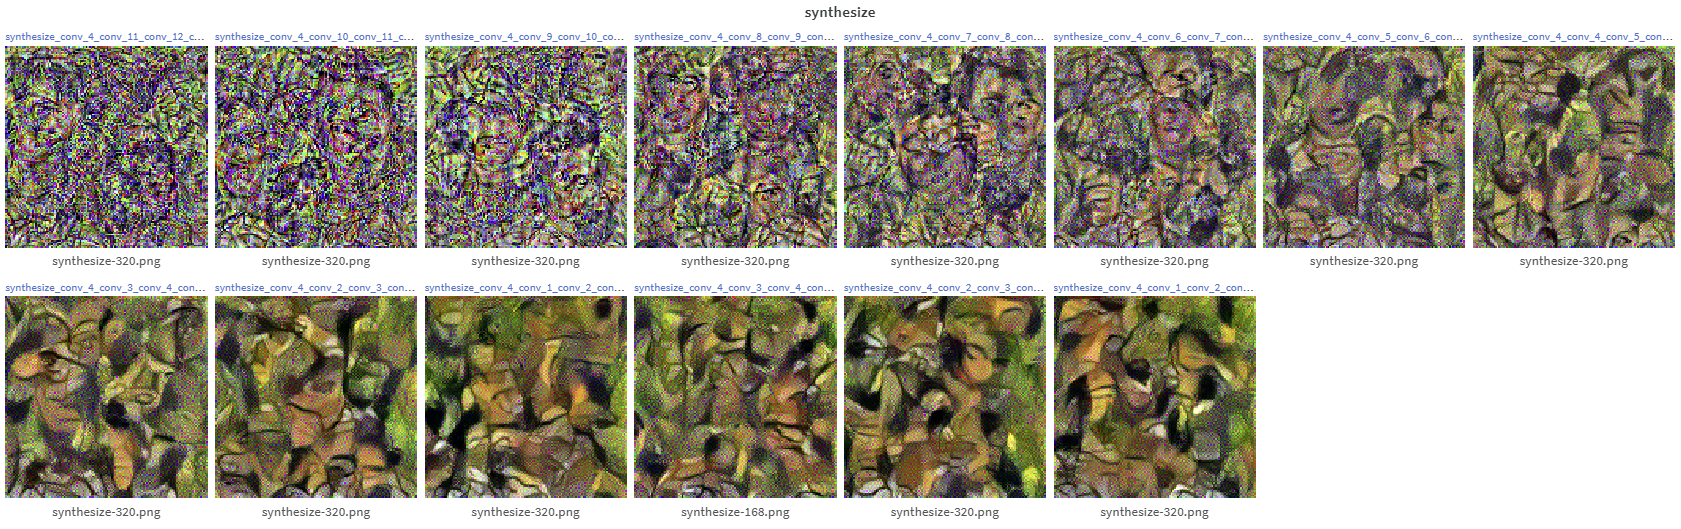 synthesize
synthesize_conv_4_conv_11_conv_12_c... synthesize_conv_4_conv_10_conv_11_c... synthesize_conv_4_conv_9_conv_10_co... synthesize_conv_4_conv_8_conv_9_con... synthesize_conv_4_conv_7_conv_8_con... synthesize_conv_4_conv_6_conv_7_con... synthesize_conv_4_conv_5_conv_6_con... synthesize_conv_4_conv_4_conv_5_con...
synthesize-320.png synthesize-320.png synthesize-320.png synthesize-320.png synthesize-320.png synthesize-320.png synthesize-320.png synthesize-320.png
synthesize_conv_4_conv_3_conv_4_con... synthesize_conv_4_conv_2_conv_3_con... synthesize_conv_4_conv_1_conv_2_con... synthesize_conv_4_conv_3_conv_4_con... synthesize_conv_4_conv_2_conv_3_con... synthesize_conv_4_conv_1_conv_2_con...
synthesize-320.png synthesize-320.png synthesize-320.png synthesize-168.png synthesize-320.png synthesize-320.png